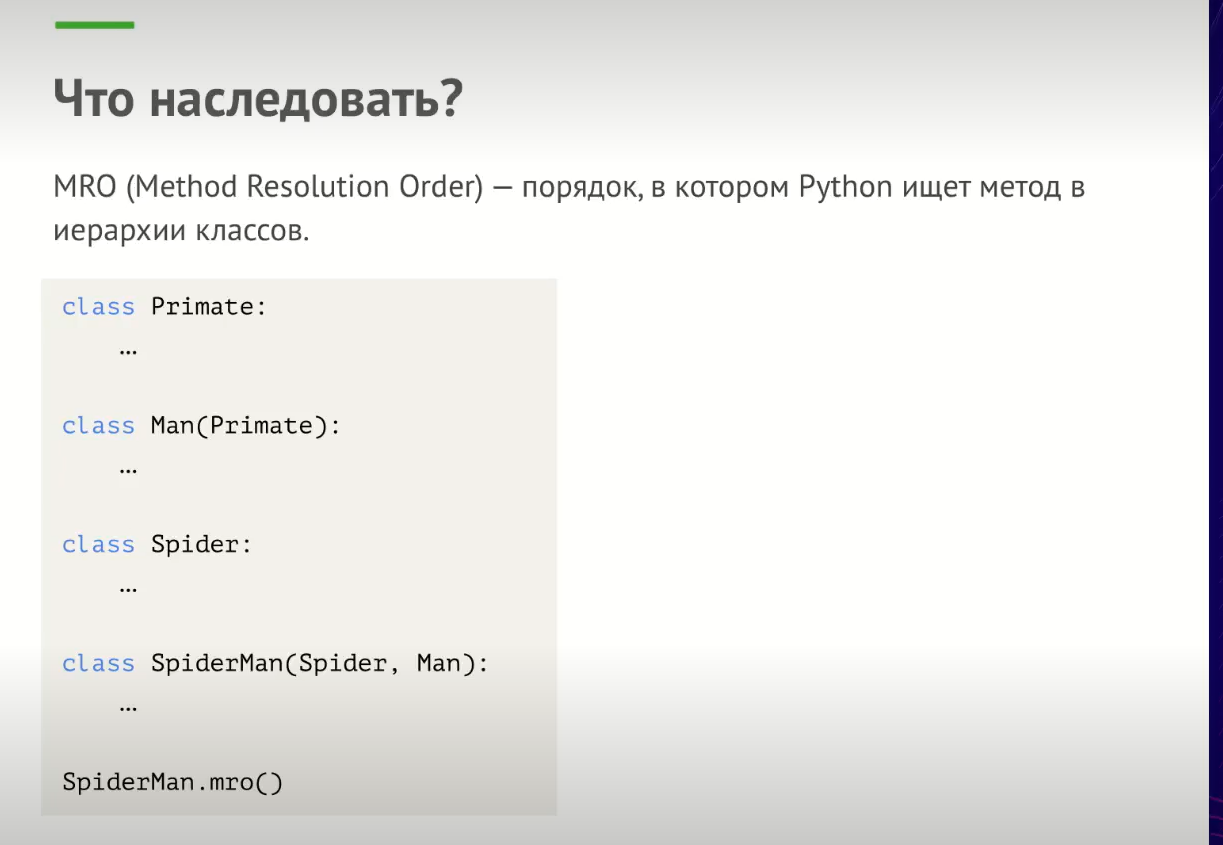 Что наследовать?
MRO (Method Resolution Order) — порядок, в котором Python ищет метод в
иерархии классов.
class Primate:
    …
class Man(Primate):
    …
class Spider:
    …
class SpiderMan(Spider, Man):
    …
SpiderMan.mro()